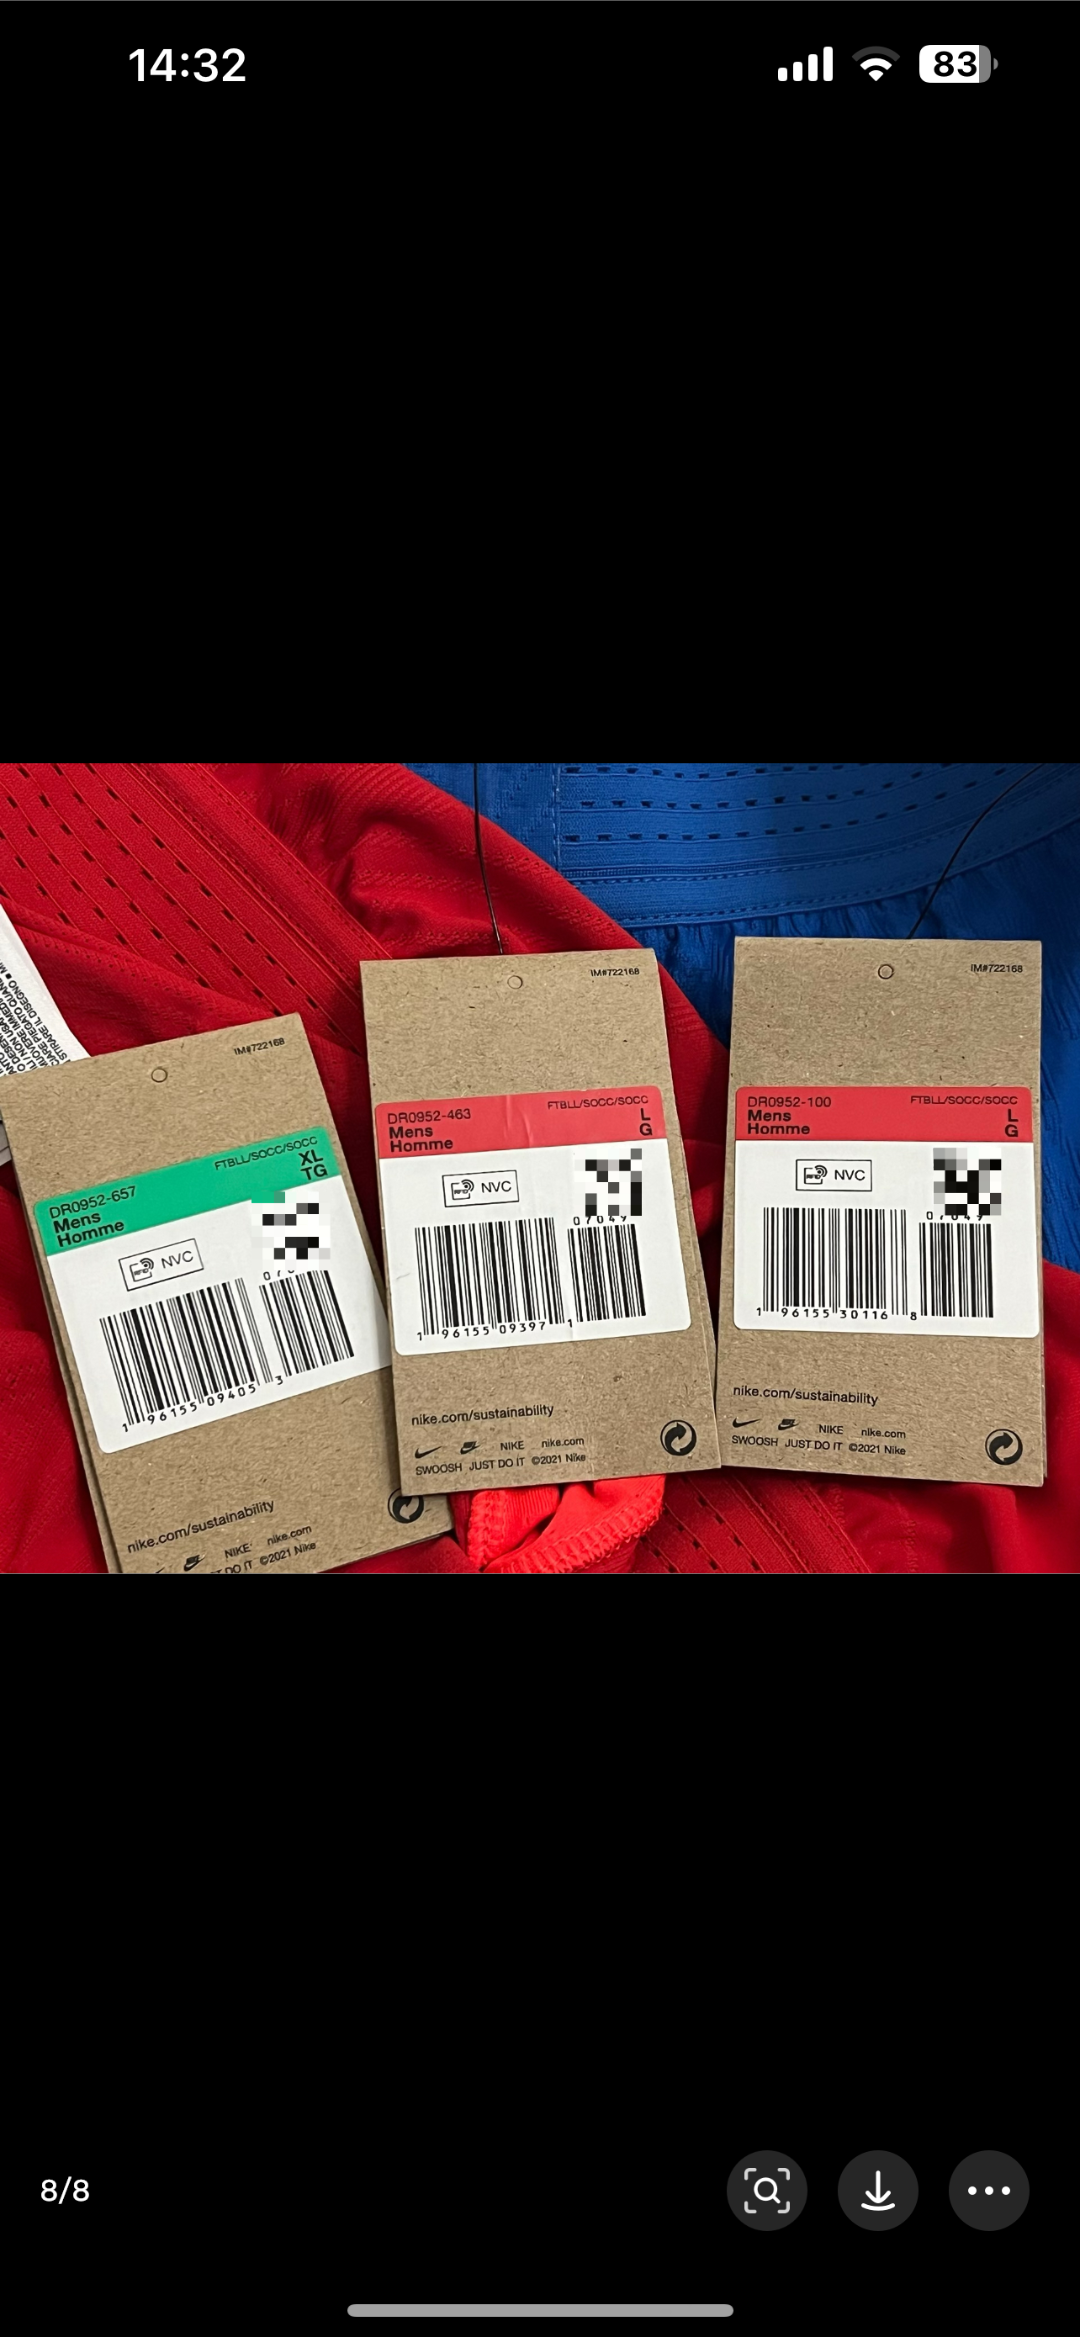 14:32
83
IM#722168
DR0952-657
FTBLL/SOCC/SOCC
Mens
XL
Homme
TG
NVC
1 96155 09405 3
nike.com/sustainability
NIKE nike.com
DO IT ©2021 Nike
IM#722168
DR0952-463
FTBLL/SOCC/SOCC
Mens
L
Homme
G
NVC
07049
1 96155 09397 1
nike.com/sustainability
NIKE nike.com
SWOOSH JUST DO IT ©2021 Nike
IM#722168
DR0952-100
FTBLL/SOCC/SOCC
Mens
L
Homme
G
NVC
07049
1 96155 30116 8
nike.com/sustainability
NIKE nike.com
SWOOSH JUST DO IT ©2021 Nike
8/8